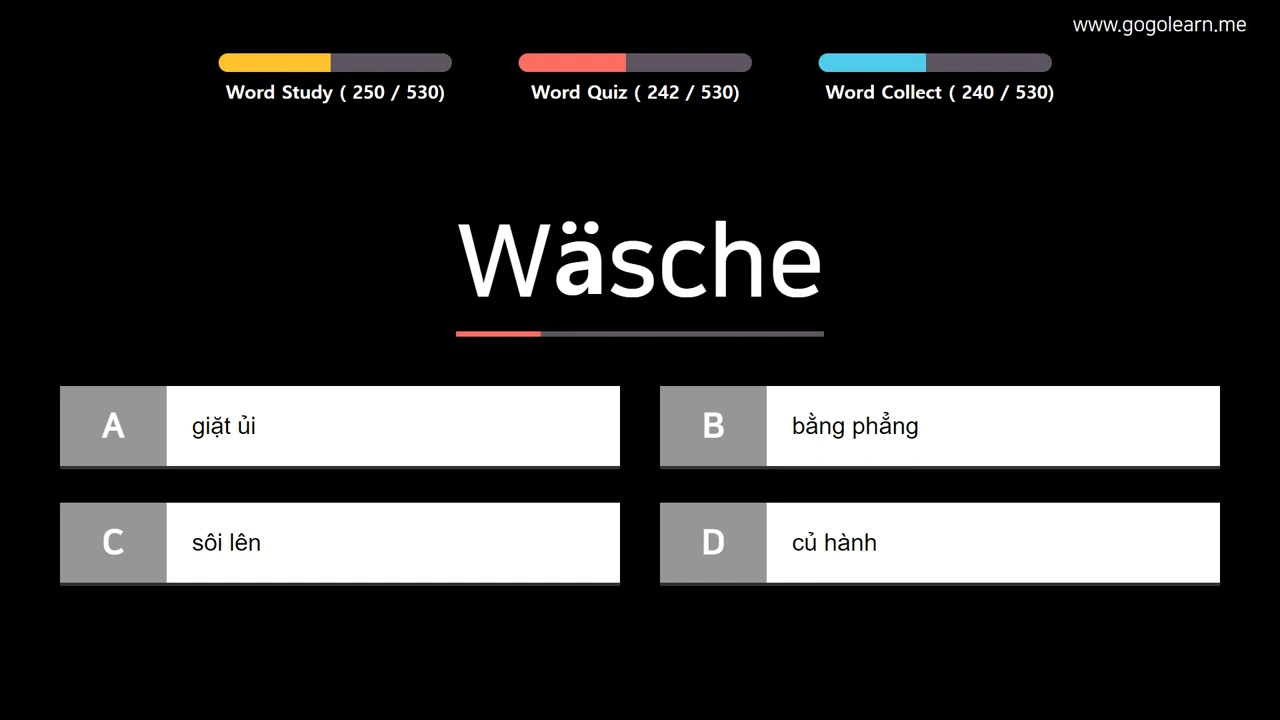 www.gogolearn.me
Word Study ( 250 / 530)
Word Quiz ( 242 / 530)
Word Collect ( 240 / 530)
Wäsche
A giặt ủi
B bằng phẳng
C sôi lên
D củ hành